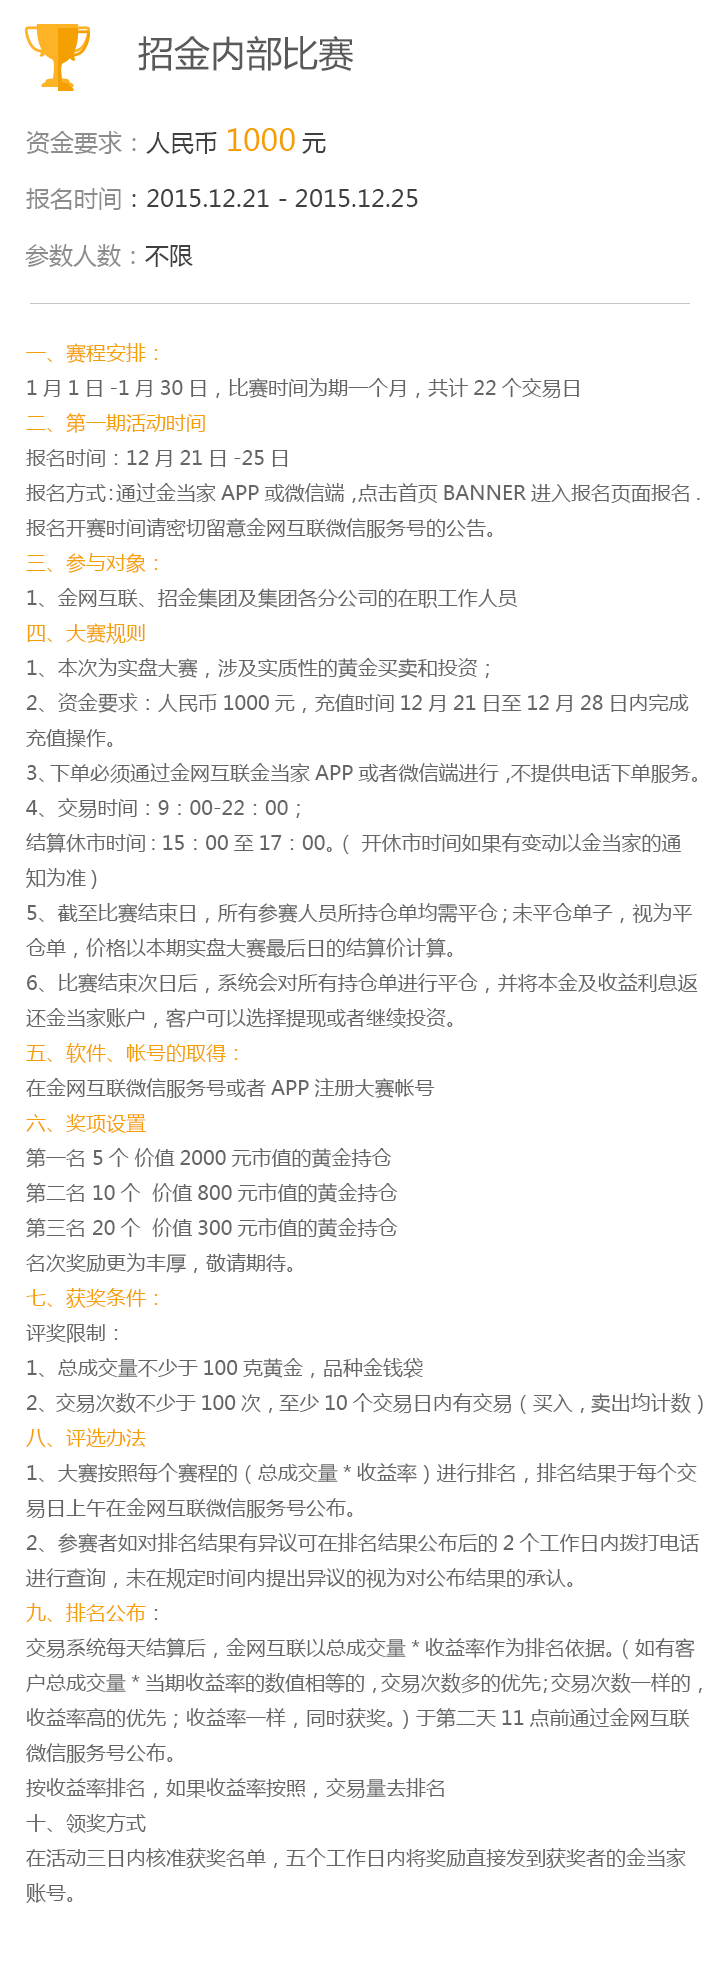 招金内部比赛
资金要求：人民币 1000 元
报名时间：2015.12.21 - 2015.12.25
参数人数：不限
一、赛程安排：
1 月 1 日 -1 月 30 日，比赛时间为期一个月，共计 22 个交易日
二、第一期活动时间
报名时间：12 月 21 日 -25 日
报名方式：通过金当家 APP 或微信端，点击首页 BANNER 进入报名页面报名 .
报名开赛时间请密切留意金网互联微信服务号的公告。
三、参与对象：
1、金网互联、招金集团及集团各分公司的在职工作人员
四、大赛规则
1、本次为实盘大赛，涉及实质性的黄金买卖和投资；
2、资金要求：人民币 1000 元，充值时间 12 月 21 日至 12 月 28 日内完成
充值操作。
3、下单必须通过金网互联金当家 APP 或者微信端进行，不提供电话下单服务。
4、交易时间：9：00-22：00；
结算休市时间：15：00 至 17：00。（ 开休市时间如果有变动以金当家的通
知为准）
5、截至比赛结束日，所有参赛人员所持仓单均需平仓；未平仓单子，视为平
仓单，价格以本期实盘大赛最后日的结算价计算。
6、比赛结束次日后，系统会对所有持仓单进行平仓，并将本金及收益利息返
还金当家账户，客户可以选择提现或者继续投资。
五、软件、帐号的取得：
在金网互联微信服务号或者 APP 注册大赛帐号
六、奖项设置
第一名 5 个 价值 2000 元市值的黄金持仓
第二名 10 个  价值 800 元市值的黄金持仓
第三名 20 个  价值 300 元市值的黄金持仓
名次奖励更为丰厚，敬请期待。
七、获奖条件：
评奖限制：
1、总成交量不少于 100 克黄金，品种金钱袋
2、交易次数不少于 100 次，至少 10 个交易日内有交易（买入，卖出均计数）
八、评选办法
1、大赛按照每个赛程的（总成交量 * 收益率）进行排名，排名结果于每个交
易日上午在金网互联微信服务号公布。
2、参赛者如对排名结果有异议可在排名结果公布后的 2 个工作日内拨打电话
进行查询，未在规定时间内提出异议的视为对公布结果的承认。
九、排名公布：
交易系统每天结算后，金网互联以总成交量 * 收益率作为排名依据。（如有客
户总成交量 * 当期收益率的数值相等的，交易次数多的优先；交易次数一样的，
收益率高的优先；收益率一样，同时获奖。）于第二天 11 点前通过金网互联
微信服务号公布。
按收益率排名，如果收益率按照，交易量去排名
十、领奖方式
在活动三日内核准获奖名单，五个工作日内将奖励直接发到获奖者的金当家
账号。